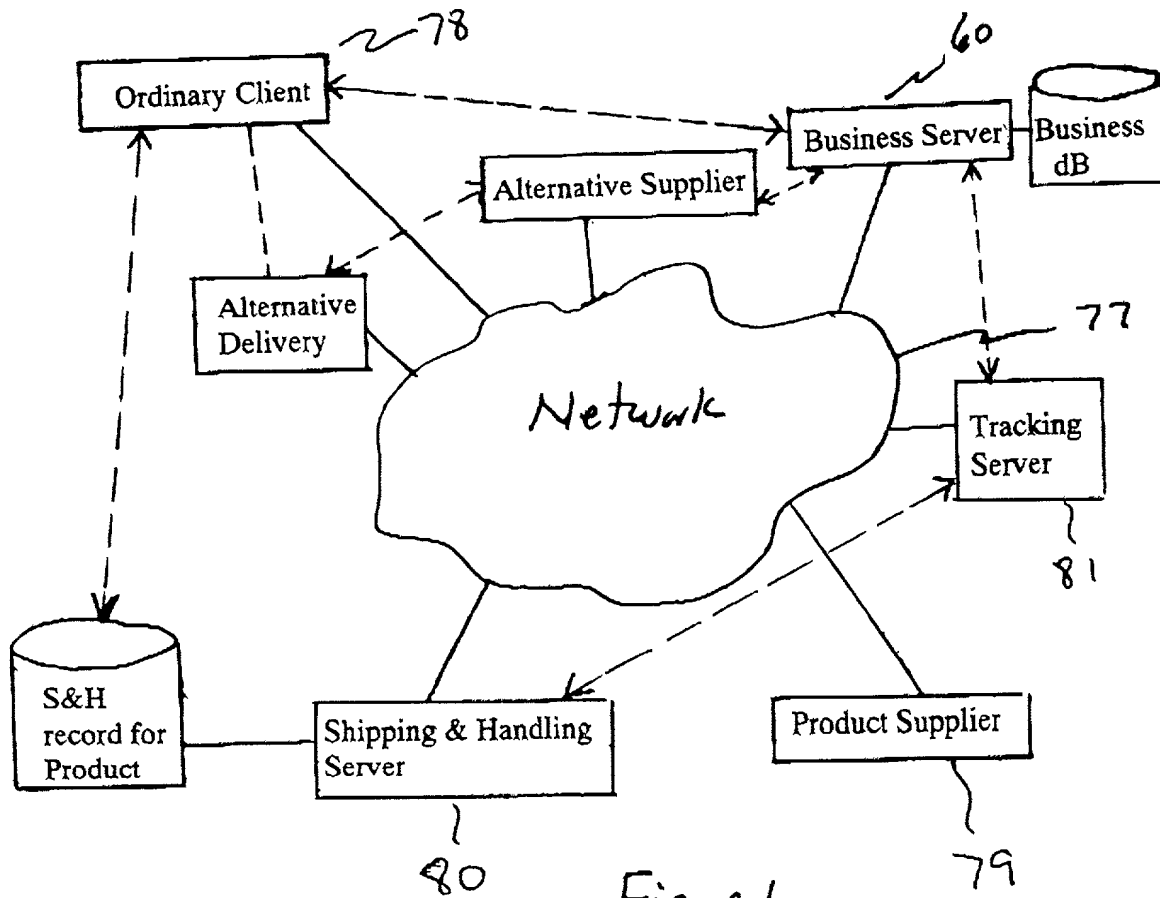 78
60
Ordinary Client
Business Server
Business
dB
Alternative Supplier
Alternative
Delivery
77
Network
Tracking
Server
81
S&H
record for
Product
Shipping & Handling
Server
Product Supplier
80
79